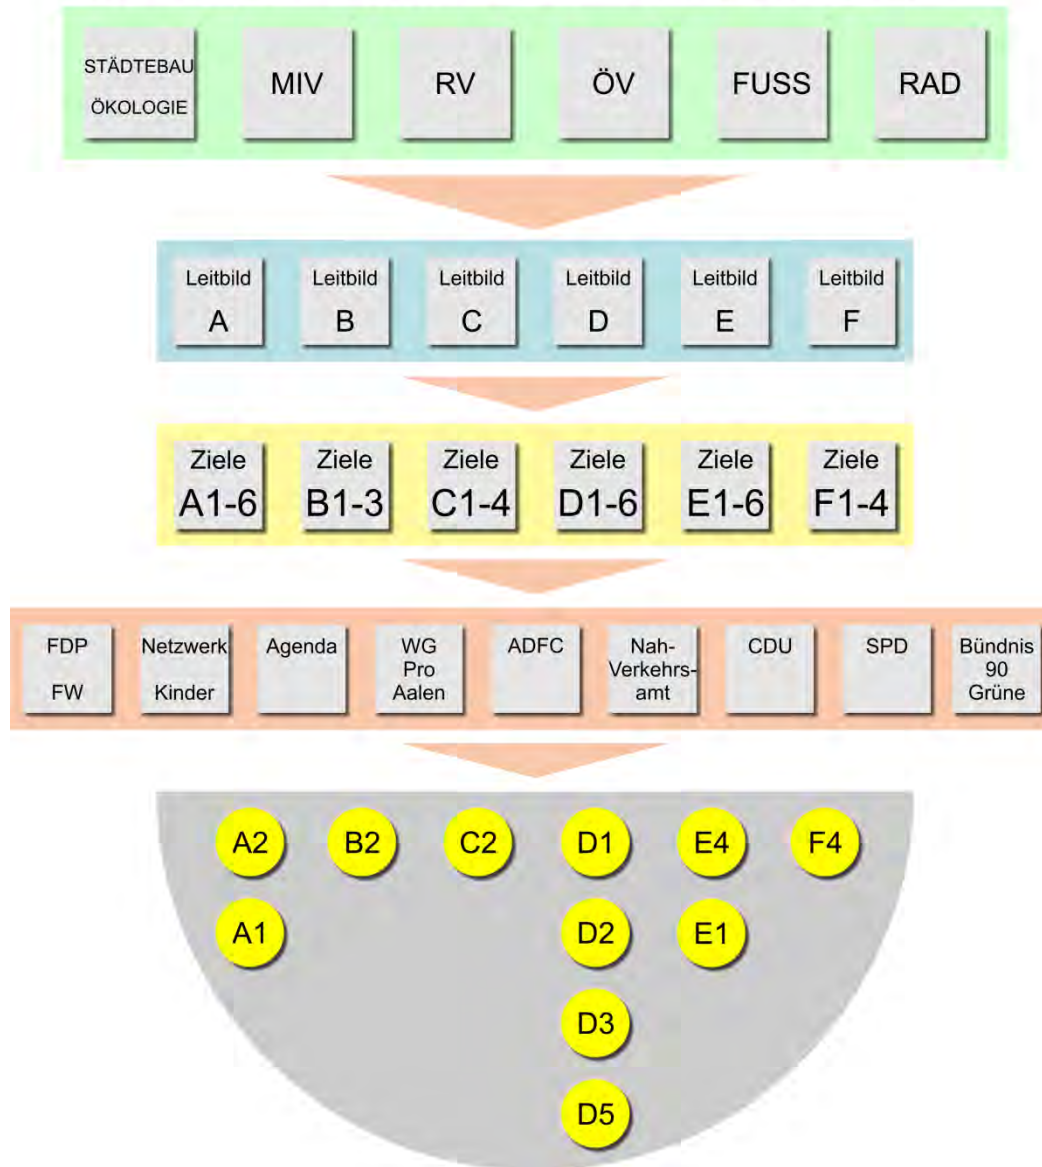 STÄDTEBAU
ÖKOLOGIE
MIV
RV
ÖV
FUSS
RAD
Leitbild
A
Leitbild
B
Leitbild
C
Leitbild
D
Leitbild
E
Leitbild
F
Ziele
A1-6
Ziele
B1-3
Ziele
C1-4
Ziele
D1-6
Ziele
E1-6
Ziele
F1-4
FDP
FW
Netzwerk
Kinder
Agenda
WG
Pro
Aalen
ADFC
Nah-
Verkehrs-
amt
CDU
SPD
Bündnis
90
Grüne
A2
B2
C2
D1
E4
F4
A1
D2
E1
D3
D5